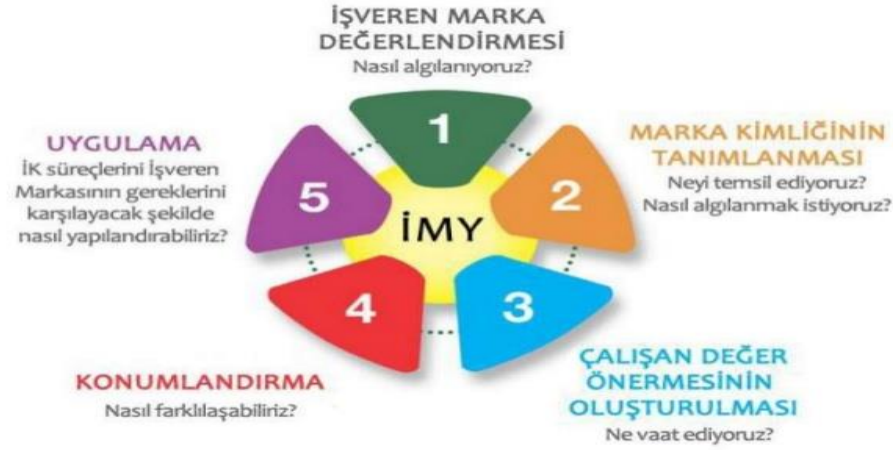 İŞVEREN MARKA
DEĞERLENDİRMESİ
Nasıl algılanıyoruz?
1
MARKA KİMLİĞİNİN
TANIMLANMASI
Neyi temsil ediyoruz?
Nasıl algılanmak istiyoruz?
2
ÇALIŞAN DEĞER
ÖNERMESİNİN
OLUŞTURULMASI
Ne vaat ediyoruz?
3
KONUMLANDIRMA
Nasıl farklılaşabiliriz?
4
UYGULAMA
İK süreçlerini İşveren
Markasının gereklerini
karşılayacak şekilde
nasıl yapılandırabiliriz?
5
İMY